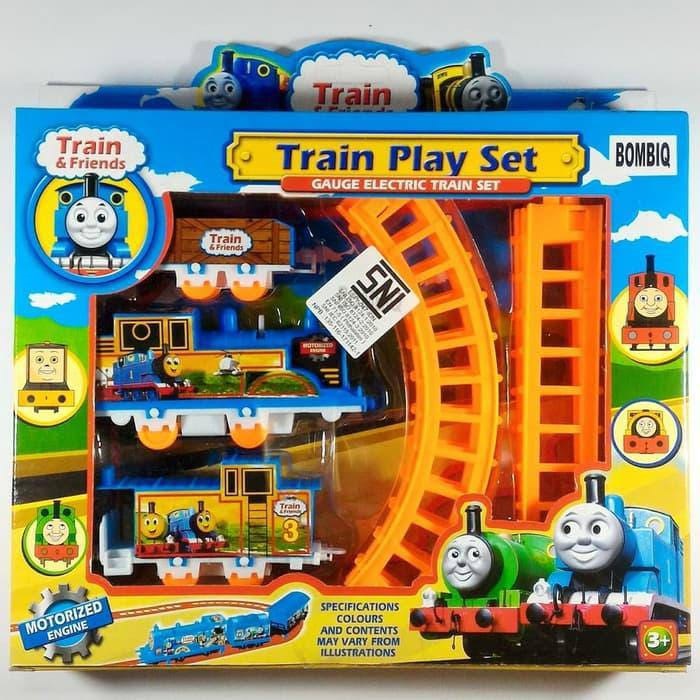 Train
Train
& Friends
Train Play Set
GAUGE ELECTRIC TRAIN SET
BOMBIQ
Train
& Friends
SNI
MOTORIZED
ENGINE
Train
& Friends
3
MOTORIZED
ENGINE
SPECIFICATIONS
COLOURS
AND CONTENTS
MAY VARY FROM
ILLUSTRATIONS
3+